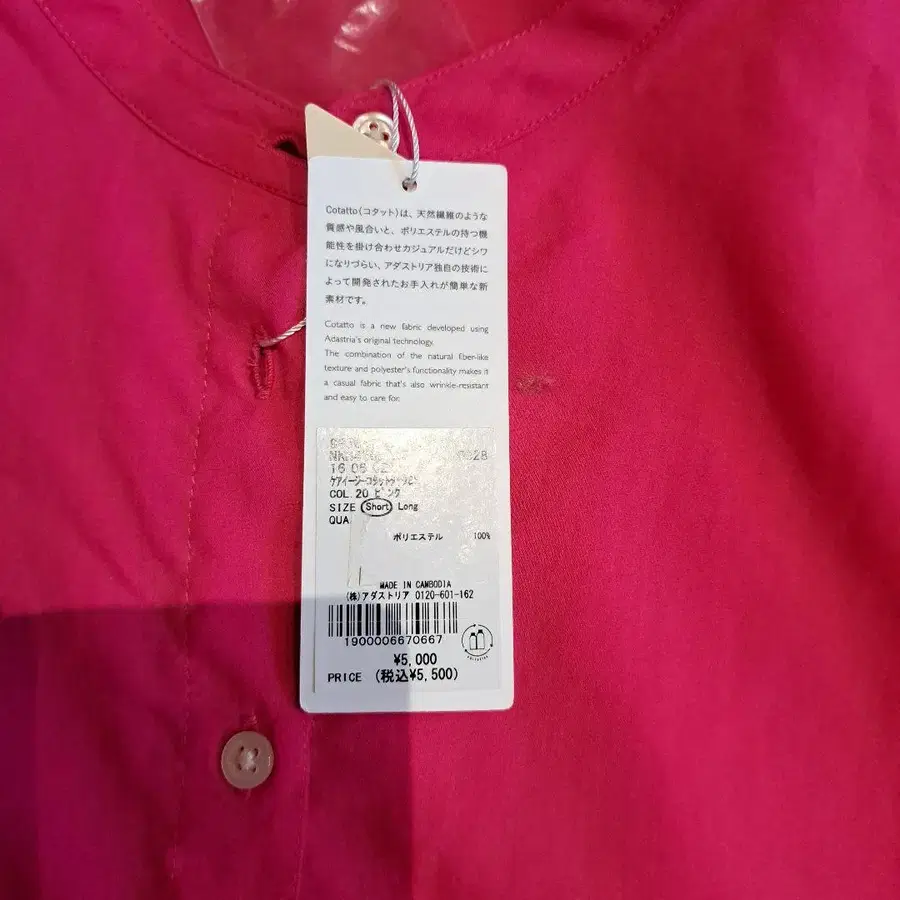 Cotatto(コタット)は、天然繊維のような
質感や風合いと、ポリエステルの持つ機
能性を掛け合わせカジュアルだけどシワ
になりづらい、アダストリア独自の技術に
よって開発されたお手入れが簡単な新
素材です。
Cotatto is a new fabric developed using
Adastria's original technology.
The combination of the natural fiber-like
texture and polyester's functionality makes it
a casual fabric that's also wrinkle-resistant
and easy to care for.
16 06
COL.20 ピンク
SIZE Short Long
QUA
ポリエステル 100%
MADE IN CAMBODIA
(株)アダストリア 0120-601-162
1900006670667
¥5,000
PRICE (税込¥5,500)